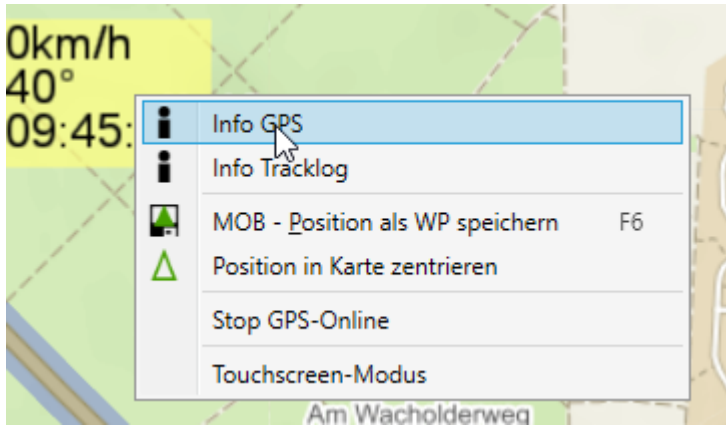 0km/h
40°
09:45:
Info GPS
Info Tracklog
MOB - Position als WP speichern F6
Position in Karte zentrieren
Stop GPS-Online
Touchscreen-Modus
Am Wacholderweg